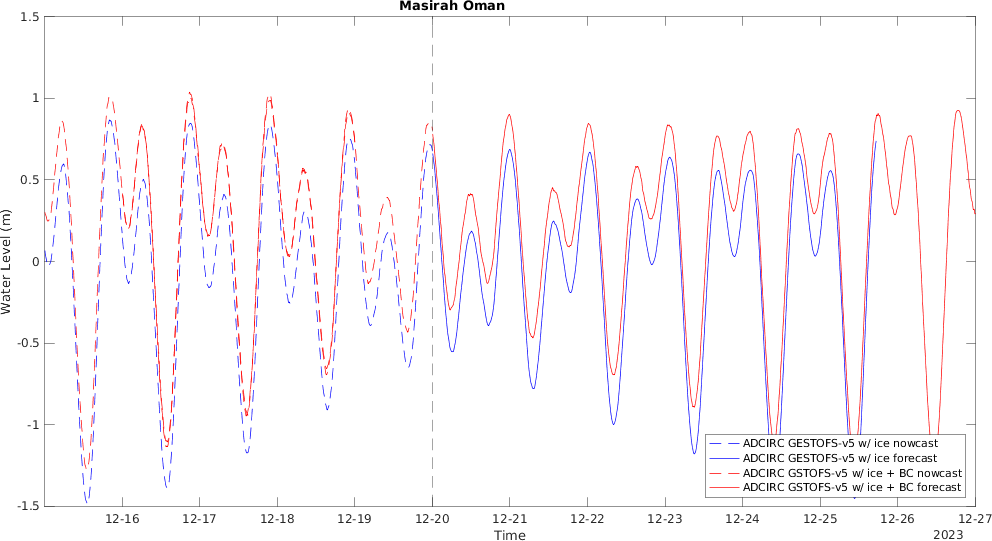 Masirah Oman
1.5
1
0.5
0
-0.5
-1
-1.5
Water Level (m)
12-16
12-17
12-18
12-19
12-20
12-21
12-22
12-23
12-24
12-25
12-26
12-27
Time
2023
ADCIRC GESTOFS-v5 w/ ice nowcast
ADCIRC GESTOFS-v5 w/ ice forecast
ADCIRC GSTOFS-v5 w/ ice + BC nowcast
ADCIRC GSTOFS-v5 w/ ice + BC forecast